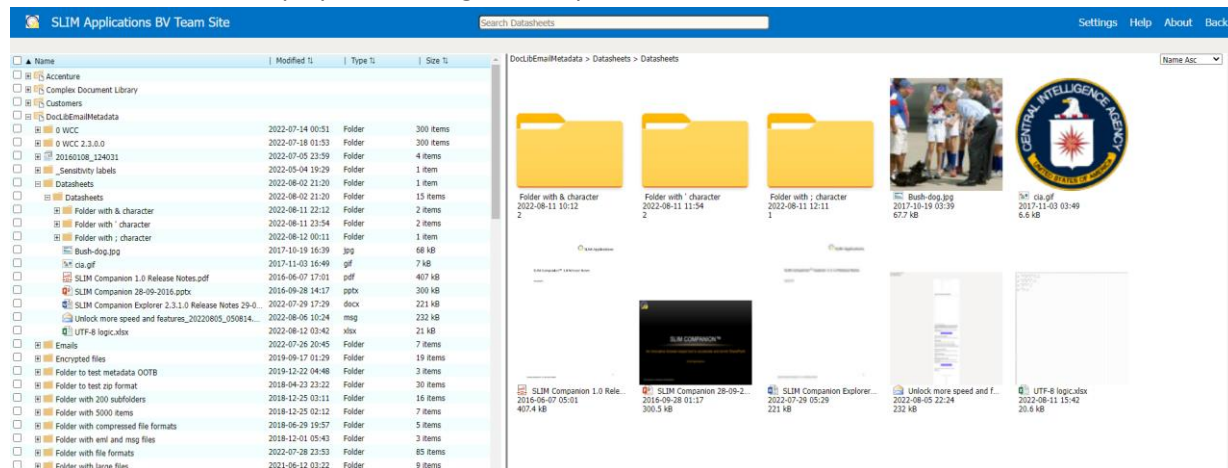 SLIM Applications BV Team Site
Search Datasheets
Settings Help About Back
▲ Name | Modified ⇅ | Type ⇅ | Size ⇅
Accenture
Complex Document Library
Customers
DocLibEmailMetadata
0 WCC 2022-07-14 00:51 Folder 300 items
0 WCC 2.3.0.0 2022-07-18 01:53 Folder 300 items
20160108_124031 2022-07-05 23:59 Folder 4 items
_Sensitivity labels 2022-05-04 19:29 Folder 1 item
Datasheets 2022-08-02 21:20 Folder 1 item
Datasheets 2022-08-02 21:20 Folder 15 items
Folder with & character 2022-08-11 22:12 Folder 2 items
Folder with ' character 2022-08-11 23:54 Folder 2 items
Folder with ; character 2022-08-12 00:11 Folder 1 item
Bush-dog.jpg 2017-10-19 16:39 jpg 68 kB
cia.gif 2017-11-03 16:49 gif 7 kB
SLIM Companion 1.0 Release Notes.pdf 2016-06-07 17:01 pdf 407 kB
SLIM Companion 28-09-2016.pptx 2016-09-28 14:17 pptx 300 kB
SLIM Companion Explorer 2.3.1.0 Release Notes 29-0... 2022-07-29 17:29 docx 221 kB
Unlock more speed and features_20220805_050814.... 2022-08-06 10:24 msg 232 kB
UTF-8 logic.xlsx 2022-08-12 03:42 xlsx 21 kB
Emails 2022-07-26 20:45 Folder 7 items
Encrypted files 2019-09-17 01:29 Folder 19 items
Folder to test metadata OOTB 2019-12-22 04:48 Folder 3 items
Folder to test zip format 2018-04-23 23:22 Folder 30 items
Folder with 200 subfolders 2018-12-25 03:11 Folder 16 items
Folder with 5000 items 2018-12-25 02:12 Folder 7 items
Folder with compressed file formats 2018-06-29 19:57 Folder 5 items
Folder with eml and msg files 2018-12-01 05:43 Folder 3 items
Folder with file formats 2022-07-28 23:53 Folder 85 items
Folder with large files 2021-06-12 03:22 Folder 9 items
DocLibEmailMetadata > Datasheets > Datasheets
Name Asc
CENTRAL INTELLIGENCE AGENCY
UNITED STATES OF AMERICA
Folder with & character
2022-08-11 10:12
2
Folder with ' character
2022-08-11 11:54
2
Folder with ; character
2022-08-11 12:11
1
Bush-dog.jpg
2017-10-19 03:39
67.7 kB
cia.gif
2017-11-03 03:49
6.6 kB
SLIM Applications
SLIM Applications
SLIM COMPANION™
SLIM Companion 1.0 Rele...
2016-06-07 05:01
407.4 kB
SLIM Companion 28-09-2...
2016-09-28 01:17
300.5 kB
SLIM Companion Explorer...
2022-07-29 05:29
221 kB
Unlock more speed and f...
2022-08-05 22:24
232 kB
UTF-8 logic.xlsx
2022-08-11 15:42
20.6 kB